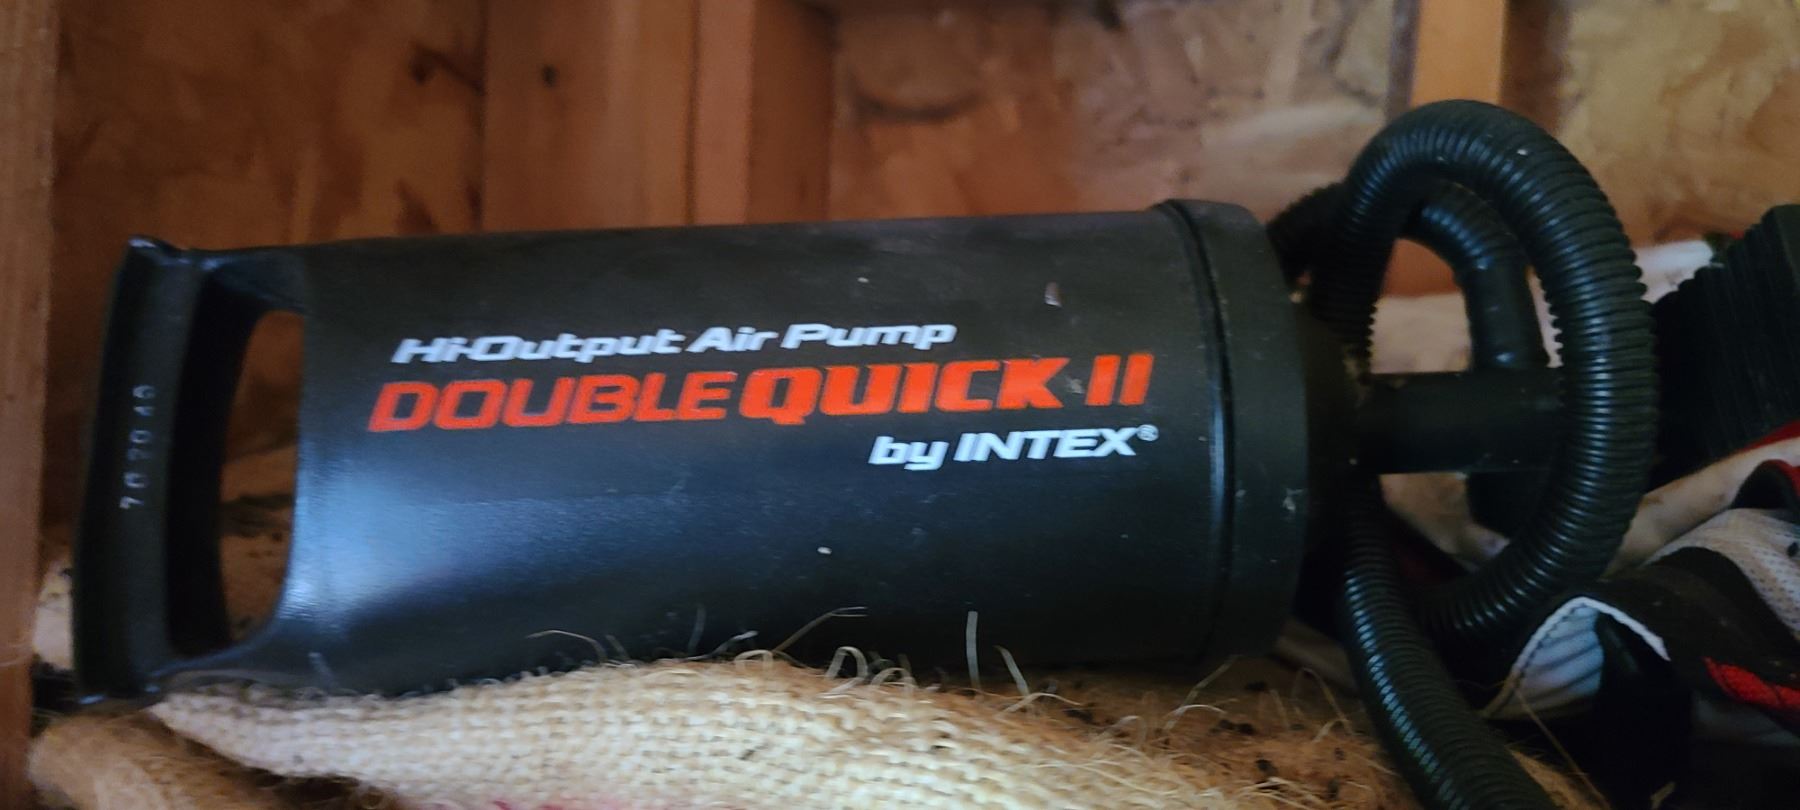 Hi-Output Air Pump
DOUBLE QUICK II
by INTEX®